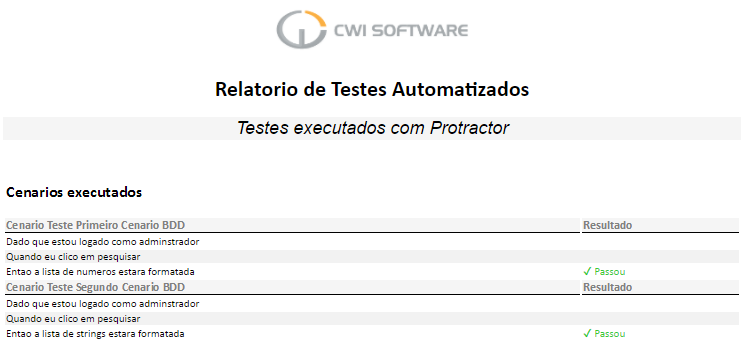 CWI SOFTWARE
Relatorio de Testes Automatizados
Testes executados com Protractor
Cenarios executados
Cenario Teste Primeiro Cenario BDD Resultado
Dado que estou logado como adminstrador
Quando eu clico em pesquisar
Entao a lista de numeros estara formatada ✓ Passou
Cenario Teste Segundo Cenario BDD Resultado
Dado que estou logado como adminstrador
Quando eu clico em pesquisar
Entao a lista de strings estara formatada ✓ Passou